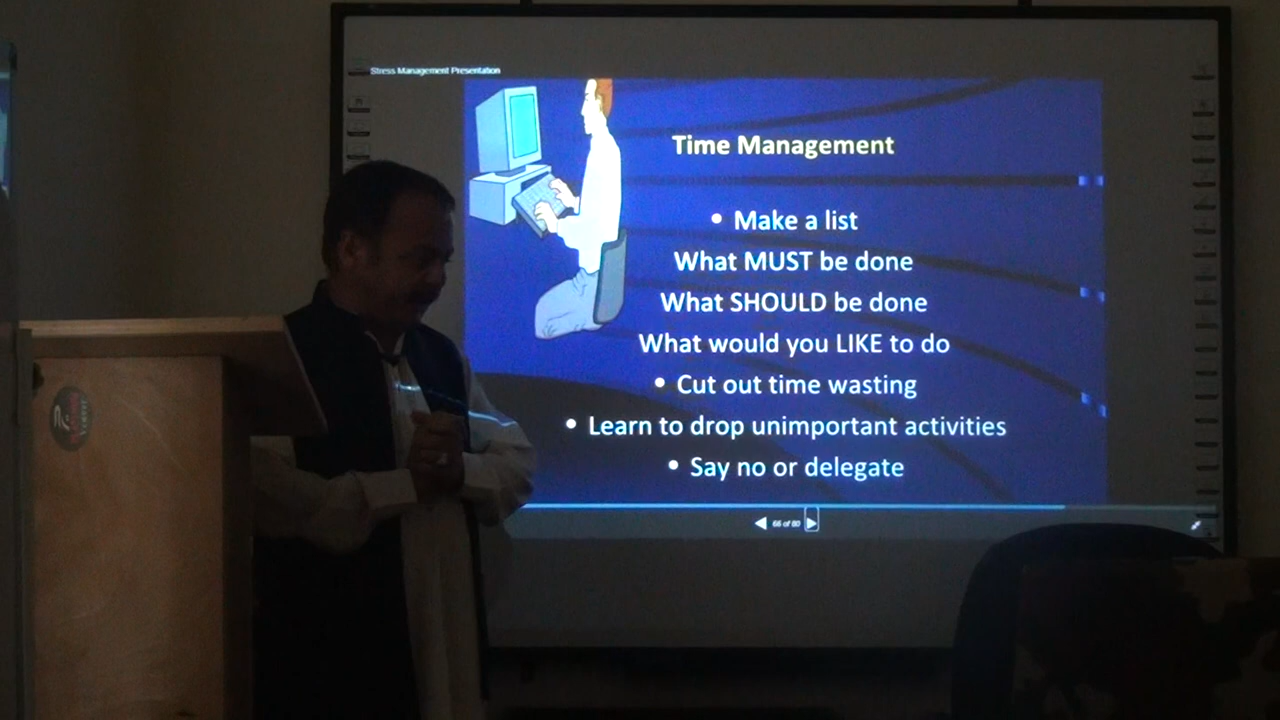 Stress Management Presentation
Time Management
• Make a list
What MUST be done
What SHOULD be done
What would you LIKE to do
• Cut out time wasting
• Learn to drop unimportant activities
• Say no or delegate
66 of 80